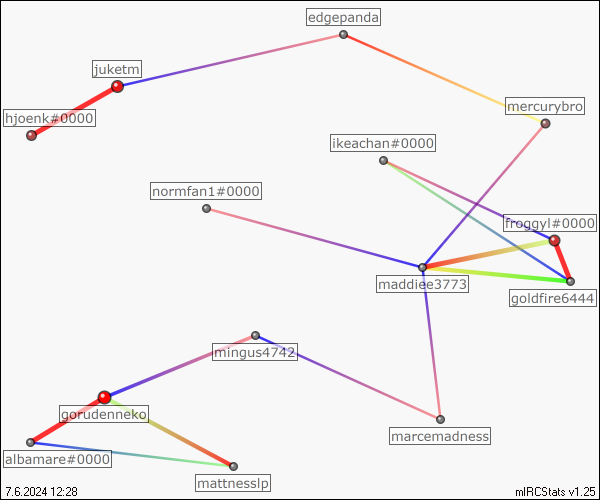 edgepanda
juketm
mercurybro
hjoenk#0000
ikeachan#0000
normfan1#0000
froggyl#0000
maddiee3773
goldfire6444
mingus4742
gorudenneko
marcemadness
albamare#0000
mattnesslp
7.6.2024 12:28
mIRCStats v1.25